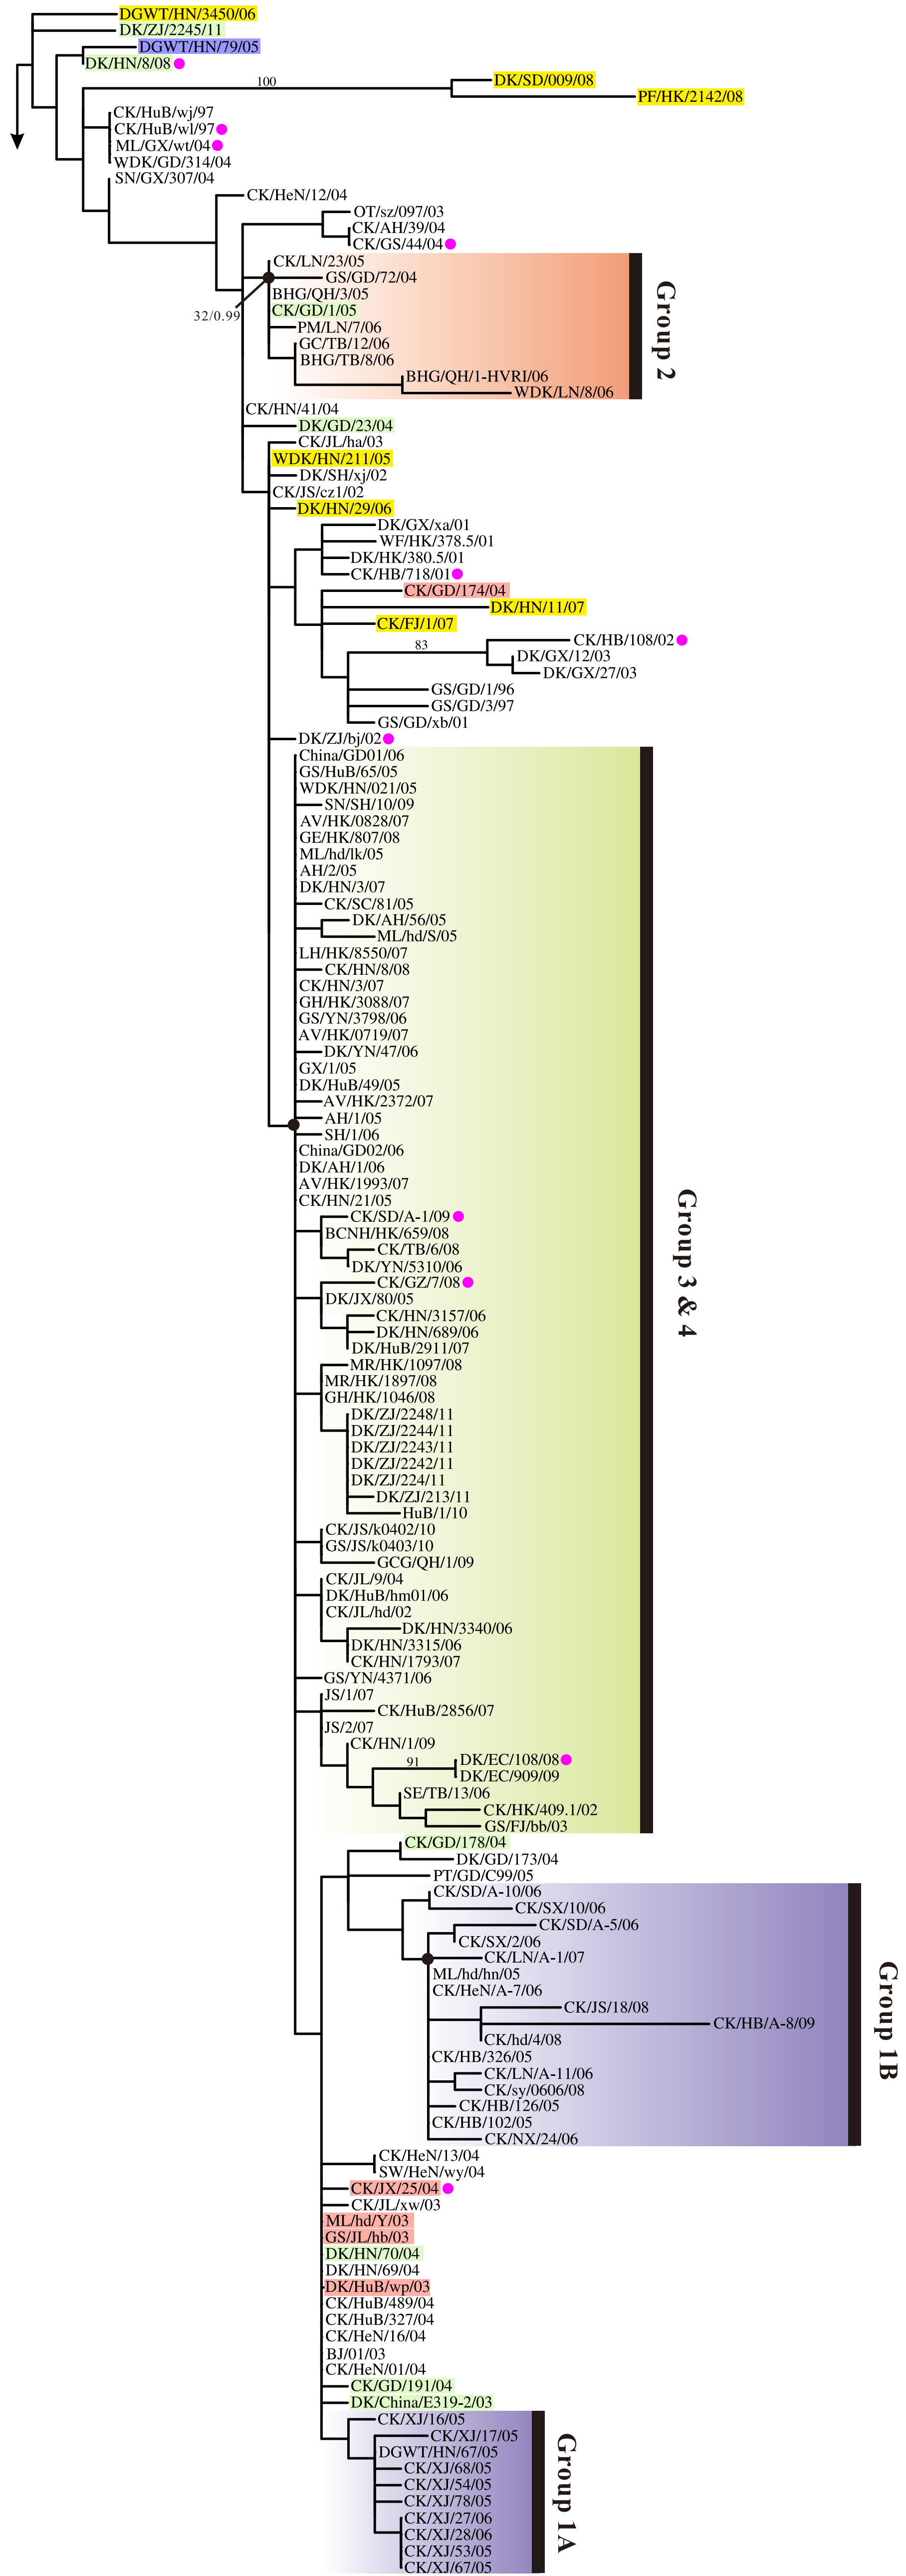 DGWT/HN/3450/06
DK/ZJ/2245/11
DGWT/HN/79/05
DK/HN/8/08
100
DK/SD/009/08
PF/HK/2142/08
CK/HuB/wj/97
CK/HuB/wl/97
ML/GX/wt/04
WDK/GD/314/04
SN/GX/307/04
CK/HeN/12/04
OT/sz/097/03
CK/AH/39/04
CK/GS/44/04
CK/LN/23/05
GS/GD/72/04
BHG/QH/3/05
CK/GD/1/05
32/0.99
PM/LN/7/06
GC/TB/12/06
BHG/TB/8/06
BHG/QH/1-HVRI/06
WDK/LN/8/06
Group 2
CK/HN/41/04
DK/GD/23/04
CK/JL/ha/03
WDK/HN/211/05
DK/SH/xj/02
CK/JS/cz1/02
DK/HN/29/06
DK/GX/xa/01
WF/HK/378.5/01
DK/HK/380.5/01
CK/HB/718/01
CK/GD/174/04
DK/HN/11/07
CK/FJ/1/07
83
CK/HB/108/02
DK/GX/12/03
DK/GX/27/03
GS/GD/1/96
GS/GD/3/97
GS/GD/xb/01
DK/ZJ/bj/02
China/GD01/06
GS/HuB/65/05
WDK/HN/021/05
SN/SH/10/09
AV/HK/0828/07
GE/HK/807/08
ML/hd/lk/05
AH/2/05
DK/HN/3/07
CK/SC/81/05
DK/AH/56/05
ML/hd/S/05
LH/HK/8550/07
CK/HN/8/08
CK/HN/3/07
GH/HK/3088/07
GS/YN/3798/06
AV/HK/0719/07
DK/YN/47/06
GX/1/05
DK/HuB/49/05
AV/HK/2372/07
AH/1/05
SH/1/06
China/GD02/06
DK/AH/1/06
AV/HK/1993/07
CK/HN/21/05
CK/SD/A-1/09
BCNH/HK/659/08
CK/TB/6/08
DK/YN/5310/06
CK/GZ/7/08
DK/JX/80/05
CK/HN/3157/06
DK/HN/689/06
DK/HuB/2911/07
MR/HK/1097/08
MR/HK/1897/08
GH/HK/1046/08
DK/ZJ/2248/11
DK/ZJ/2244/11
DK/ZJ/2243/11
DK/ZJ/2242/11
DK/ZJ/224/11
DK/ZJ/213/11
HuB/1/10
CK/JS/k0402/10
GS/JS/k0403/10
GCG/QH/1/09
CK/JL/9/04
DK/HuB/hm01/06
CK/JL/hd/02
DK/HN/3340/06
DK/HN/3315/06
CK/HN/1793/07
GS/YN/4371/06
JS/1/07
CK/HuB/2856/07
JS/2/07
CK/HN/1/09
91
DK/EC/108/08
DK/EC/909/09
SE/TB/13/06
CK/HK/409.1/02
GS/FJ/bb/03
Group 3 & 4
CK/GD/178/04
DK/GD/173/04
PT/GD/C99/05
CK/SD/A-10/06
CK/SX/10/06
CK/SD/A-5/06
CK/SX/2/06
CK/LN/A-1/07
ML/hd/hn/05
CK/HeN/A-7/06
CK/JS/18/08
CK/HB/A-8/09
CK/hd/4/08
CK/HB/326/05
CK/LN/A-11/06
CK/sy/0606/08
CK/HB/126/05
CK/HB/102/05
CK/NX/24/06
Group 1B
CK/HeN/13/04
SW/HeN/wy/04
CK/JX/25/04
CK/JL/xw/03
ML/hd/Y/03
GS/JL/hb/03
DK/HN/70/04
DK/HN/69/04
DK/HuB/wp/03
CK/HuB/489/04
CK/HuB/327/04
CK/HeN/16/04
BJ/01/03
CK/HeN/01/04
CK/GD/191/04
DK/China/E319-2/03
CK/XJ/16/05
CK/XJ/17/05
DGWT/HN/67/05
CK/XJ/68/05
CK/XJ/54/05
CK/XJ/78/05
CK/XJ/27/06
CK/XJ/28/06
CK/XJ/53/05
CK/XJ/67/05
Group 1A